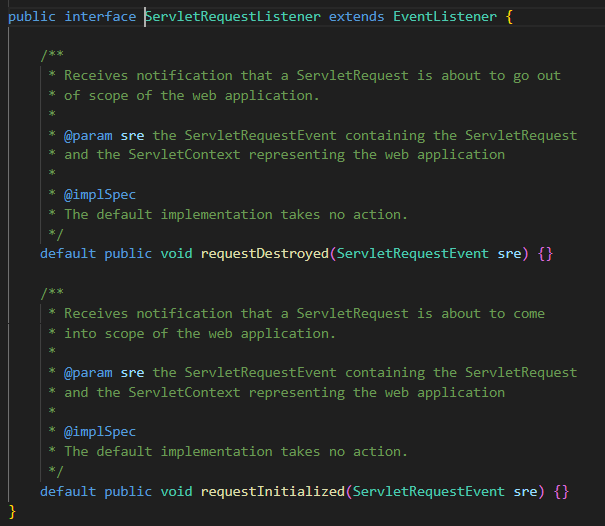 public interface ServletRequestListener extends EventListener {
/**
* Receives notification that a ServletRequest is about to go out
* of scope of the web application.
*
* @param sre the ServletRequestEvent containing the ServletRequest
* and the ServletContext representing the web application
*
* @implSpec
* The default implementation takes no action.
*/
default public void requestDestroyed(ServletRequestEvent sre) {}
/**
* Receives notification that a ServletRequest is about to come
* into scope of the web application.
*
* @param sre the ServletRequestEvent containing the ServletRequest
* and the ServletContext representing the web application
*
* @implSpec
* The default implementation takes no action.
*/
default public void requestInitialized(ServletRequestEvent sre) {}
}